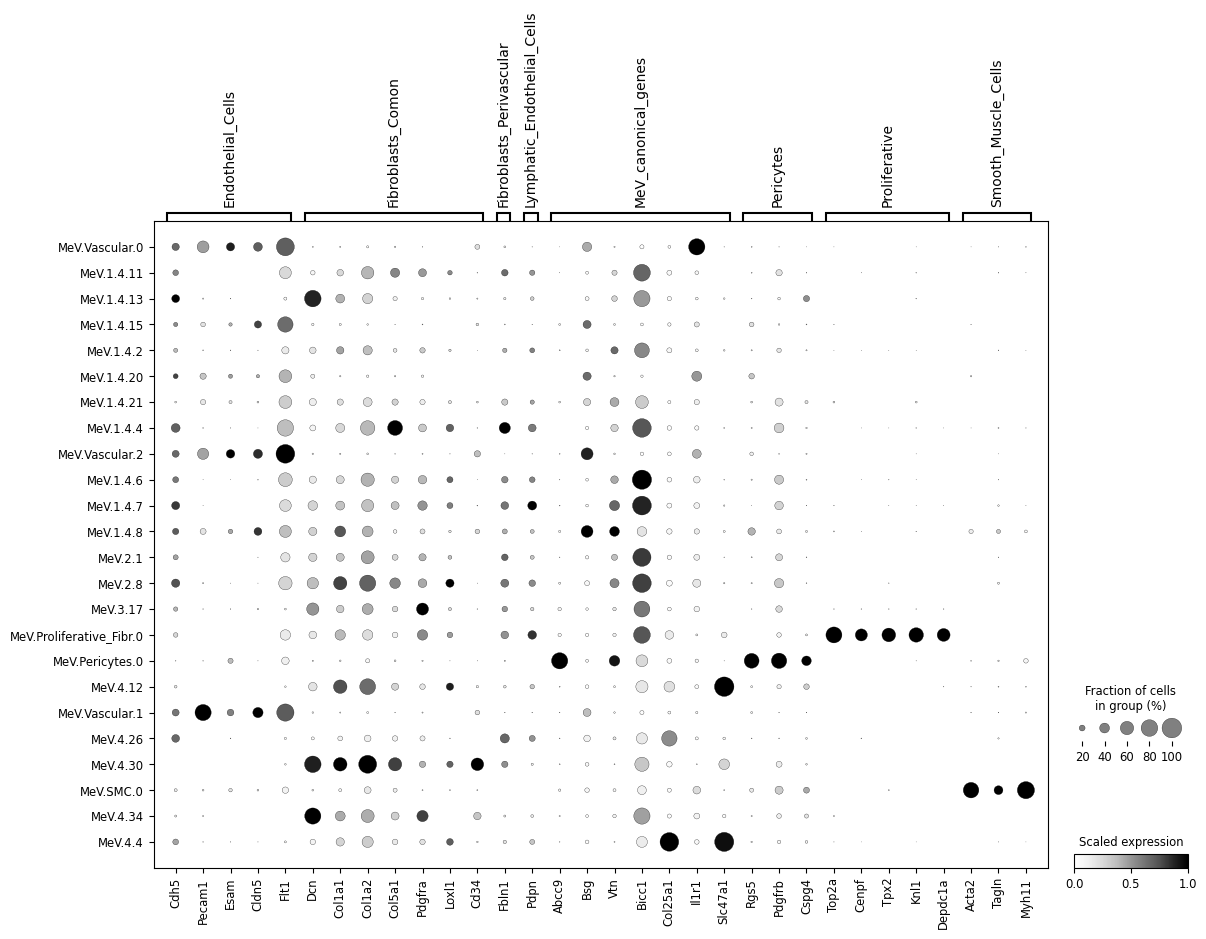 Endothelial_Cells
Fibroblasts_Comon
Fibroblasts_Perivascular
Lymphatic_Endothelial_Cells
MeV_canonical_genes
Pericytes
Proliferative
Smooth_Muscle_Cells
MeV.Vascular.0
MeV.1.4.11
MeV.1.4.13
MeV.1.4.15
MeV.1.4.2
MeV.1.4.20
MeV.1.4.21
MeV.1.4.4
MeV.Vascular.2
MeV.1.4.6
MeV.1.4.7
MeV.1.4.8
MeV.2.1
MeV.2.8
MeV.3.17
MeV.Proliferative_Fibr.0
MeV.Pericytes.0
MeV.4.12
MeV.Vascular.1
MeV.4.26
MeV.4.30
MeV.SMC.0
MeV.4.34
MeV.4.4
Cdh5
Pecam1
Esam
Cldn5
Flt1
Dcn
Col1a1
Col1a2
Col5a1
Pdgfra
Loxl1
Cd34
Fbln1
Pdpn
Abcc9
Bsg
Vtn
Bicc1
Col25a1
Il1r1
Slc47a1
Rgs5
Pdgfrb
Cspg4
Top2a
Cenpf
Tpx2
Knl1
Depdc1a
Acta2
Tagln
Myh11
Fraction of cells
in group (%)
20 40 60 80 100
Scaled expression
0.0 0.5 1.0